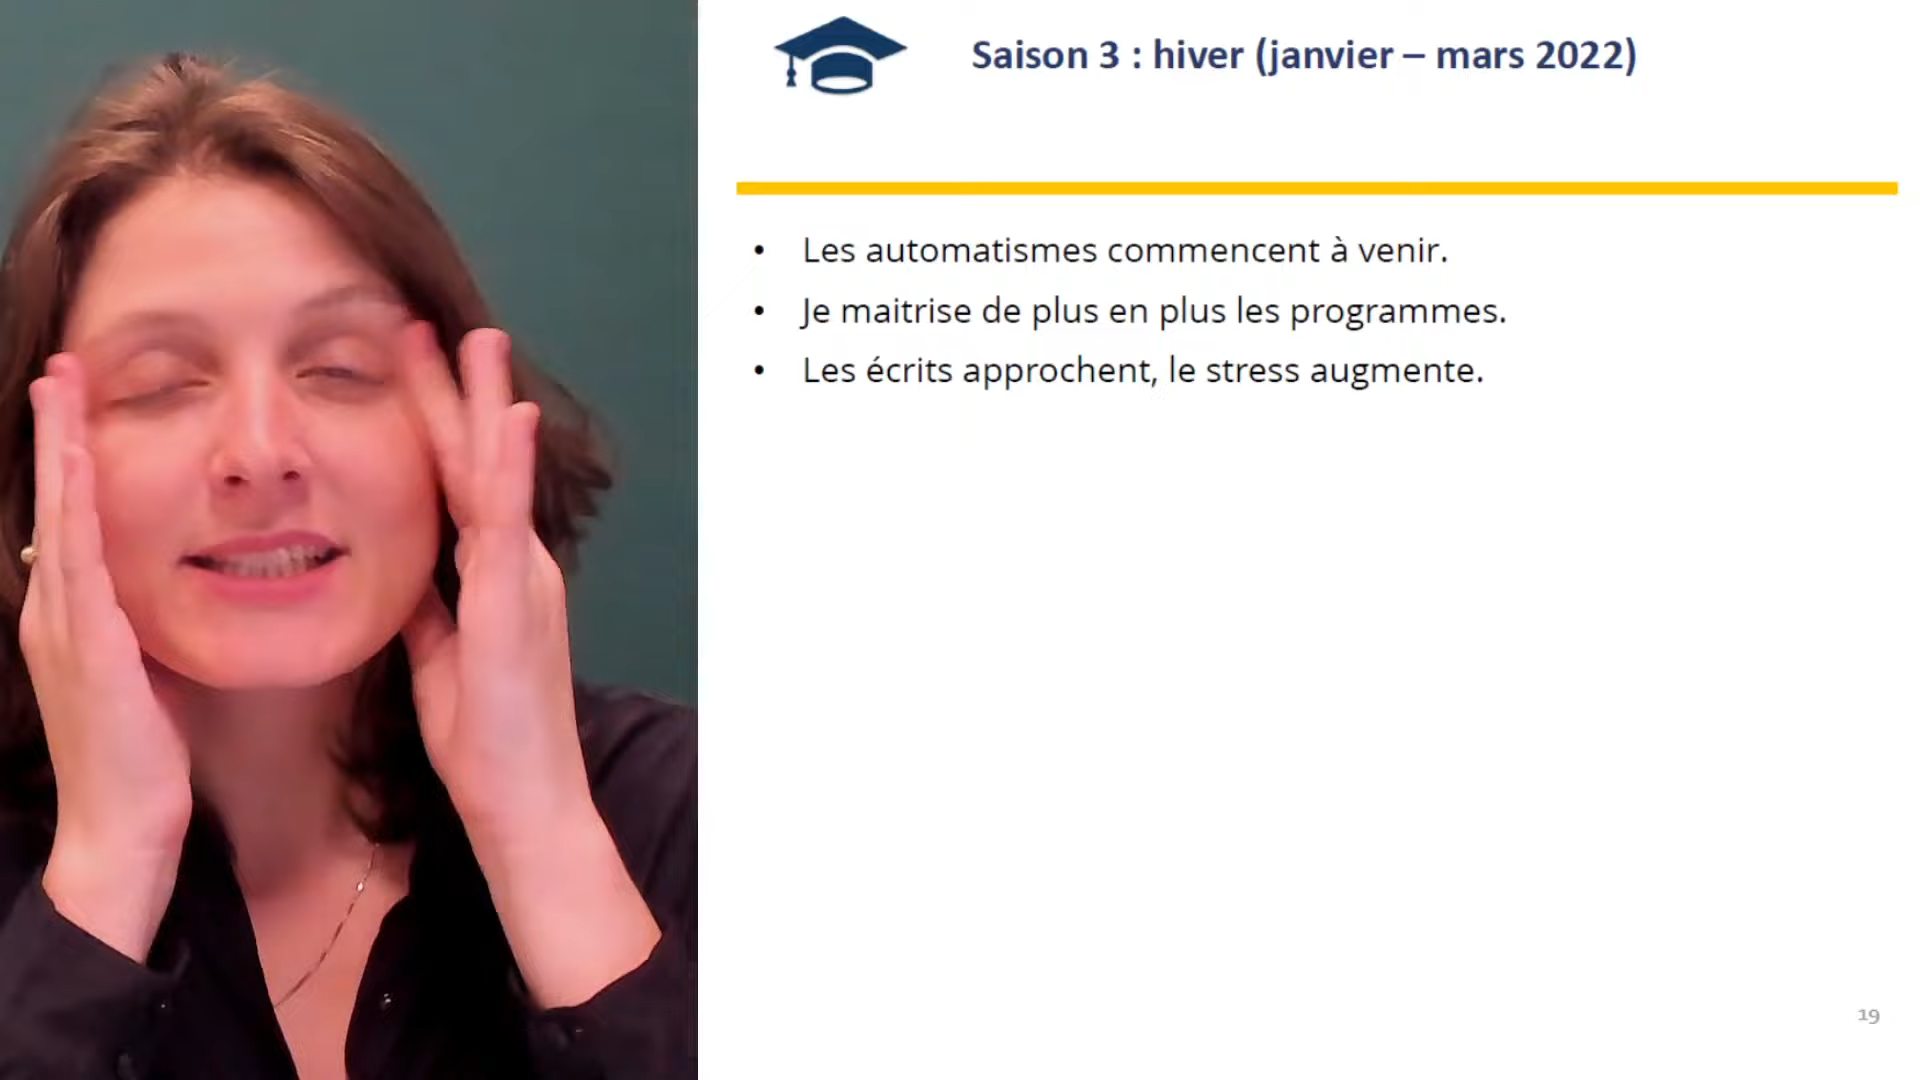 Saison 3 : hiver (janvier – mars 2022)
• Les automatismes commencent à venir.
• Je maitrise de plus en plus les programmes.
• Les écrits approchent, le stress augmente.
19